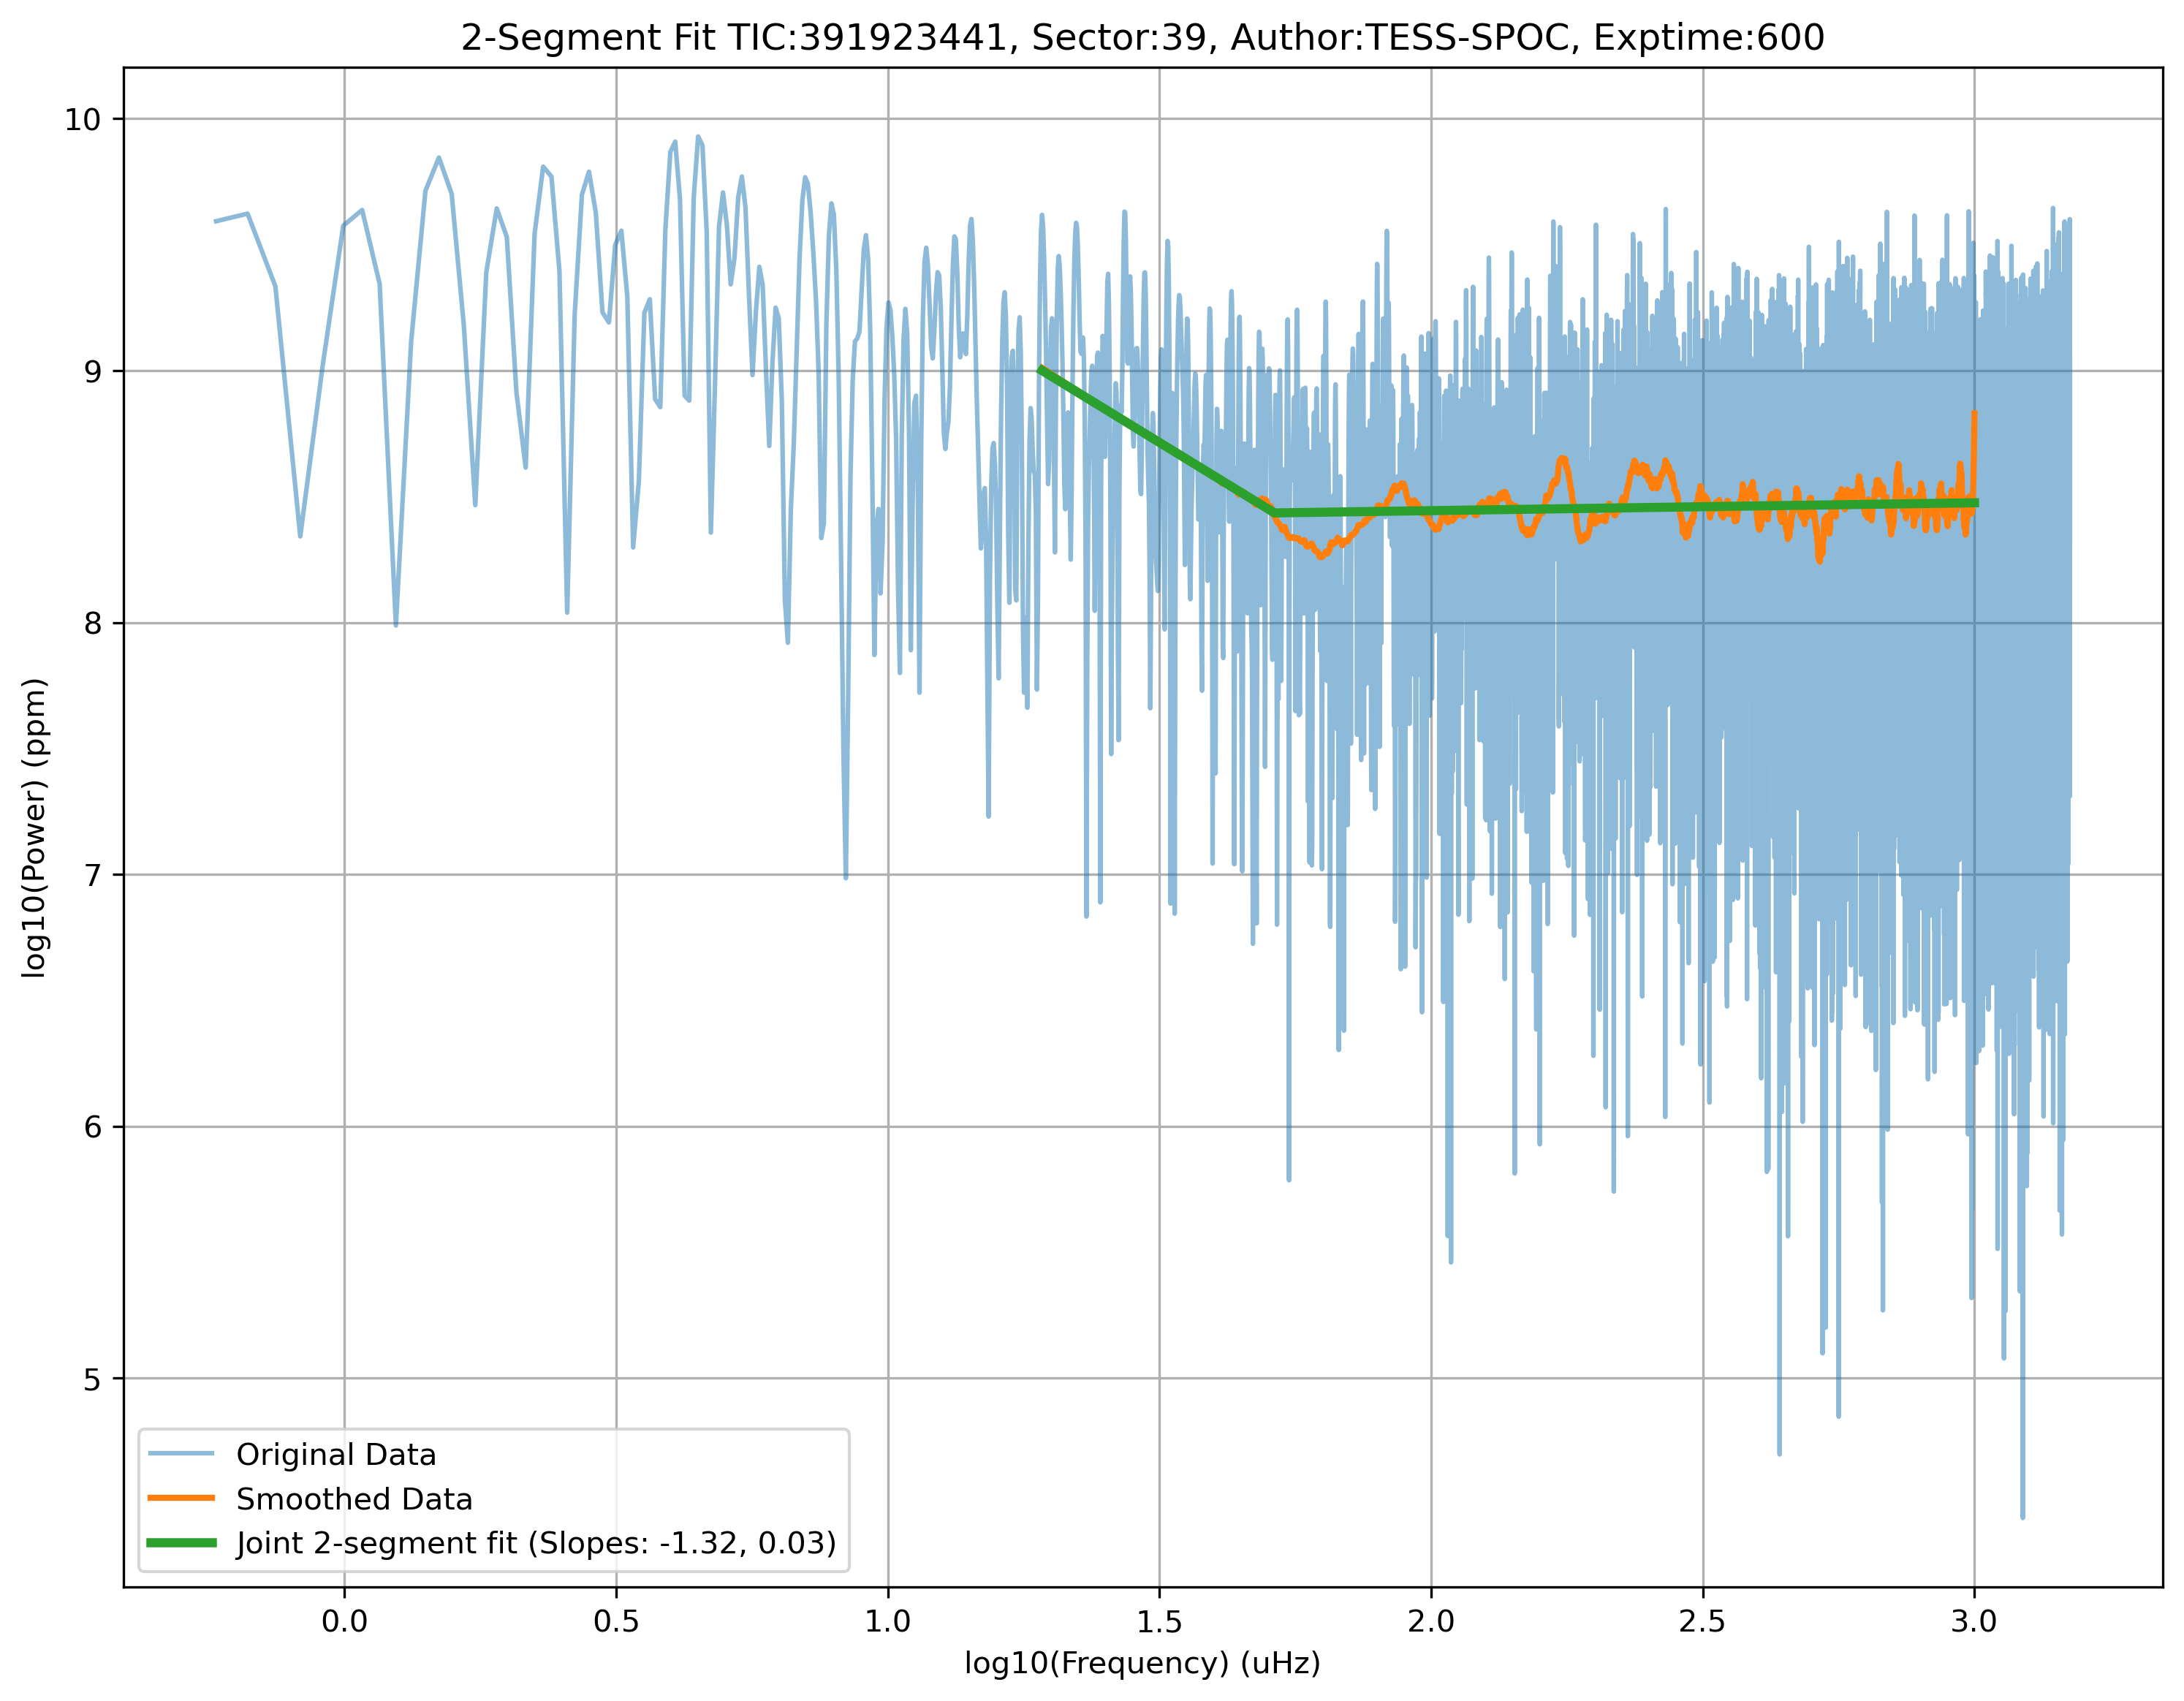 2-Segment Fit TIC:391923441, Sector:39, Author:TESS-SPOC, Exptime:600
log10(Power) (ppm)
10
9
8
7
6
5
Original Data
Smoothed Data
Joint 2-segment fit (Slopes: -1.32, 0.03)
0.0 0.5 1.0 1.5 2.0 2.5 3.0
log10(Frequency) (uHz)